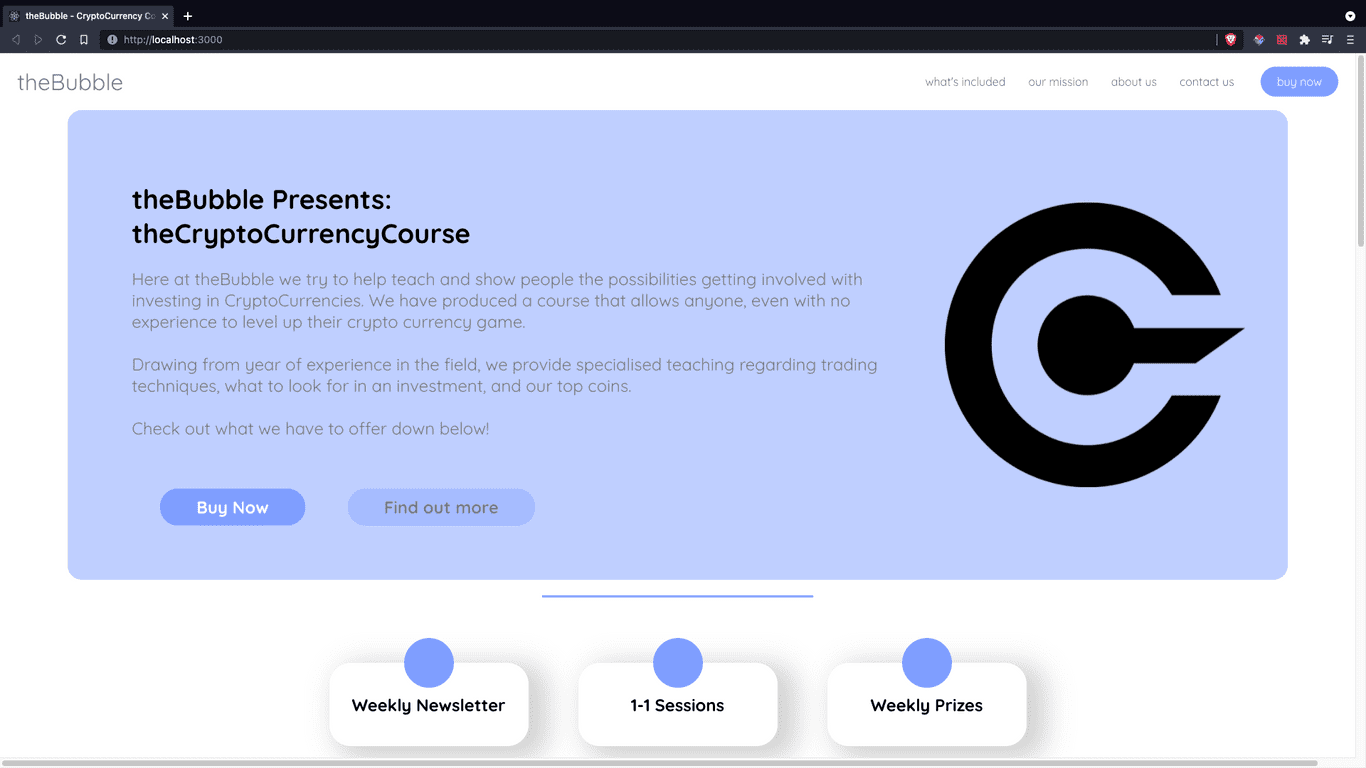 theBubble - CryptoCurrency Co
http://localhost:3000
theBubble
what's included our mission about us contact us buy now
theBubble Presents:
theCryptoCurrencyCourse
Here at theBubble we try to help teach and show people the possibilities getting involved with
investing in CryptoCurrencies. We have produced a course that allows anyone, even with no
experience to level up their crypto currency game.
Drawing from year of experience in the field, we provide specialised teaching regarding trading
techniques, what to look for in an investment, and our top coins.
Check out what we have to offer down below!
Buy Now Find out more
Weekly Newsletter 1-1 Sessions Weekly Prizes